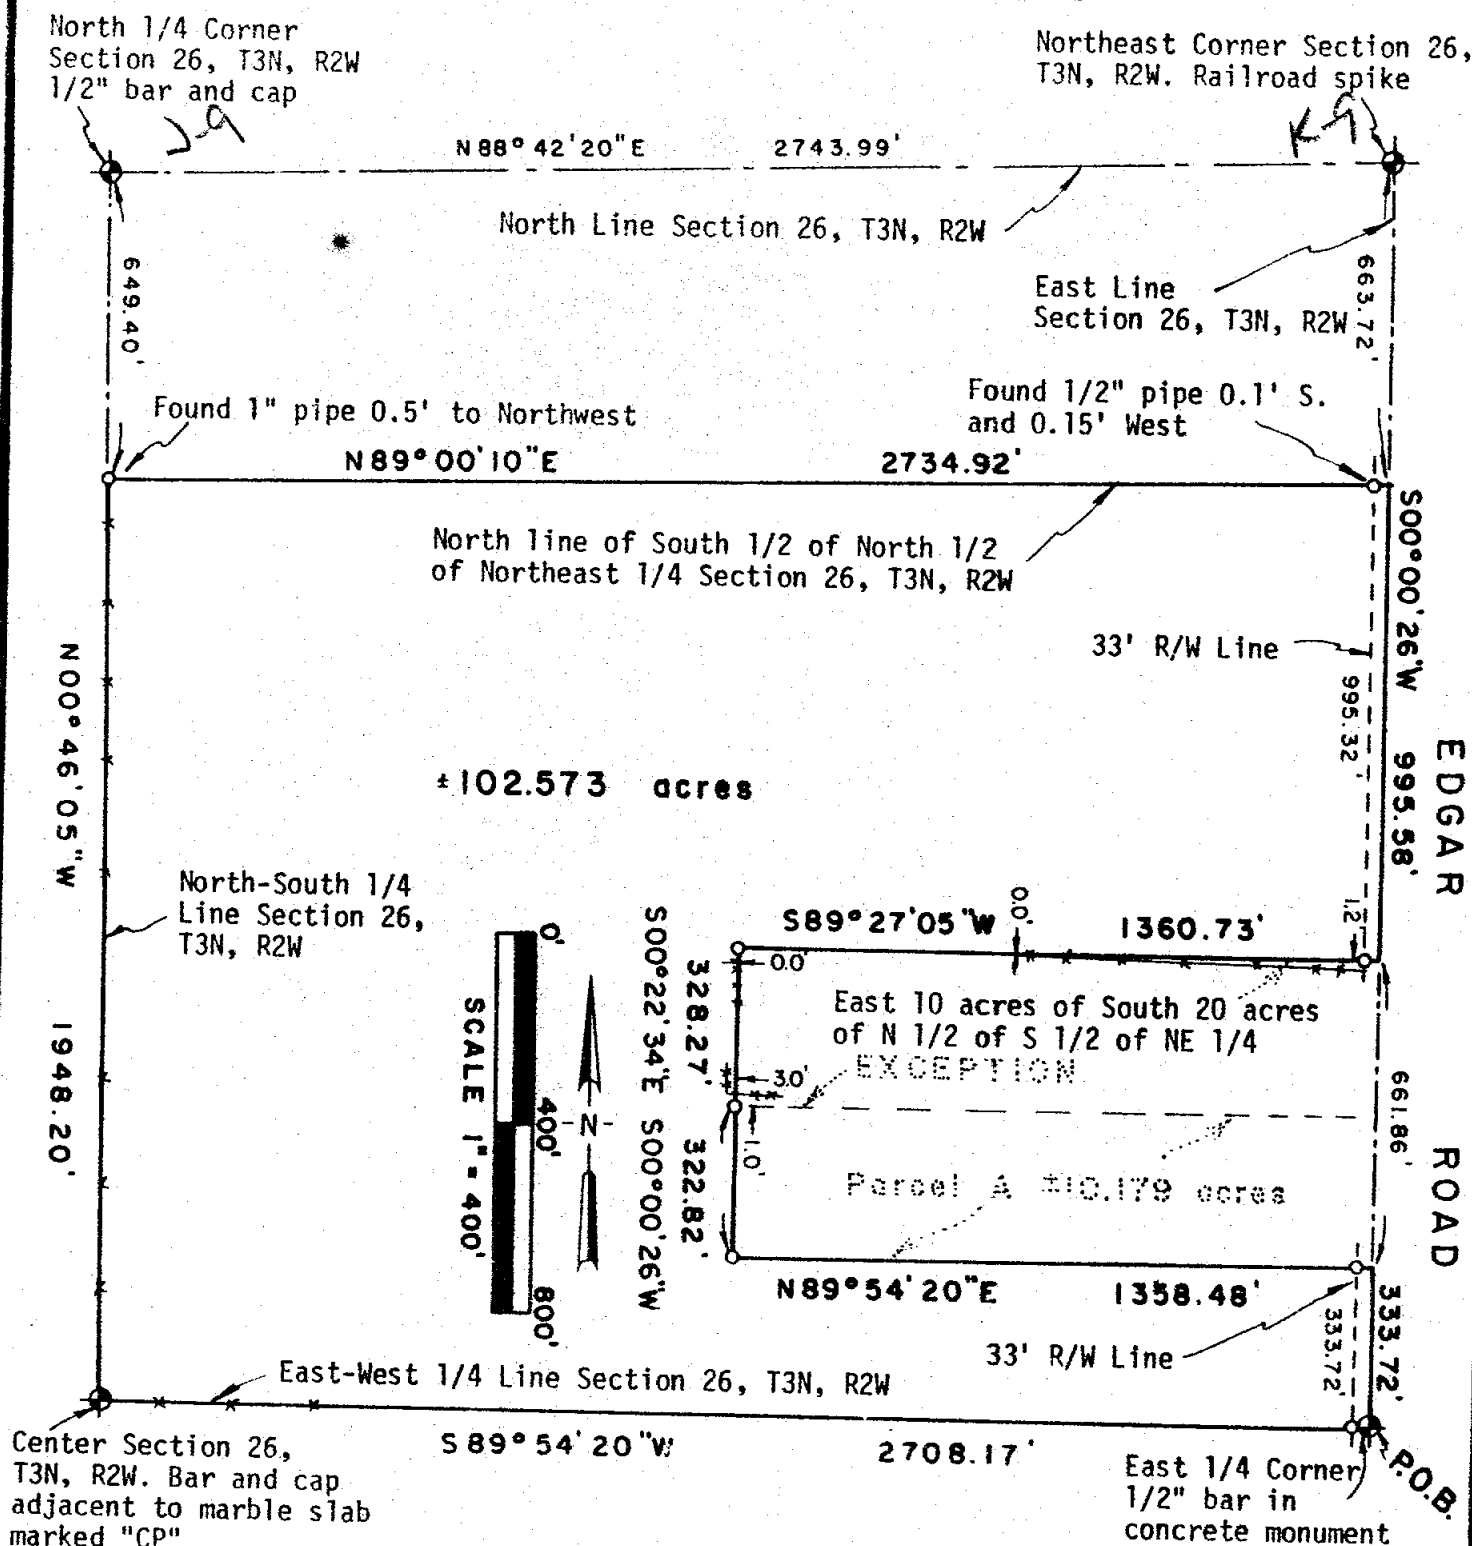 North 1/4 Corner
Section 26, T3N, R2W
1/2" bar and cap
J-9
Northeast Corner Section 26,
T3N, R2W. Railroad spike
K-9
N88°42'20"E 2743.99'
North Line Section 26, T3N, R2W
649.40'
East Line
Section 26, T3N, R2W
663.72'
Found 1" pipe 0.5' to Northwest
Found 1/2" pipe 0.1' S.
and 0.15' West
N89°00'10"E 2734.92'
North line of South 1/2 of North 1/2
of Northeast 1/4 Section 26, T3N, R2W
S00°00'26"W 995.58'
33' R/W Line
995.32'
EDGAR ROAD
N00°46'05"W 1948.20'
±102.573 acres
North-South 1/4
Line Section 26,
T3N, R2W
S89°27'05"W 1360.73'
0.0'
1.2'
0.0'
East 10 acres of South 20 acres
of N 1/2 of S 1/2 of NE 1/4
EXCEPTION
S00°22'34"E
328.27'
3.0'
1.0'
S00°00'26"W
322.82'
661.86'
SCALE 1" = 400'
0'
400'
800'
N
Parcel A ±10.179 acres
N89°54'20"E 1358.48'
33' R/W Line
333.72'
333.72'
East-West 1/4 Line Section 26, T3N, R2W
S89°54'20"W 2708.17'
Center Section 26,
T3N, R2W. Bar and cap
adjacent to marble slab
marked "CP"
East 1/4 Corner
1/2" bar in
concrete monument
P.O.B.